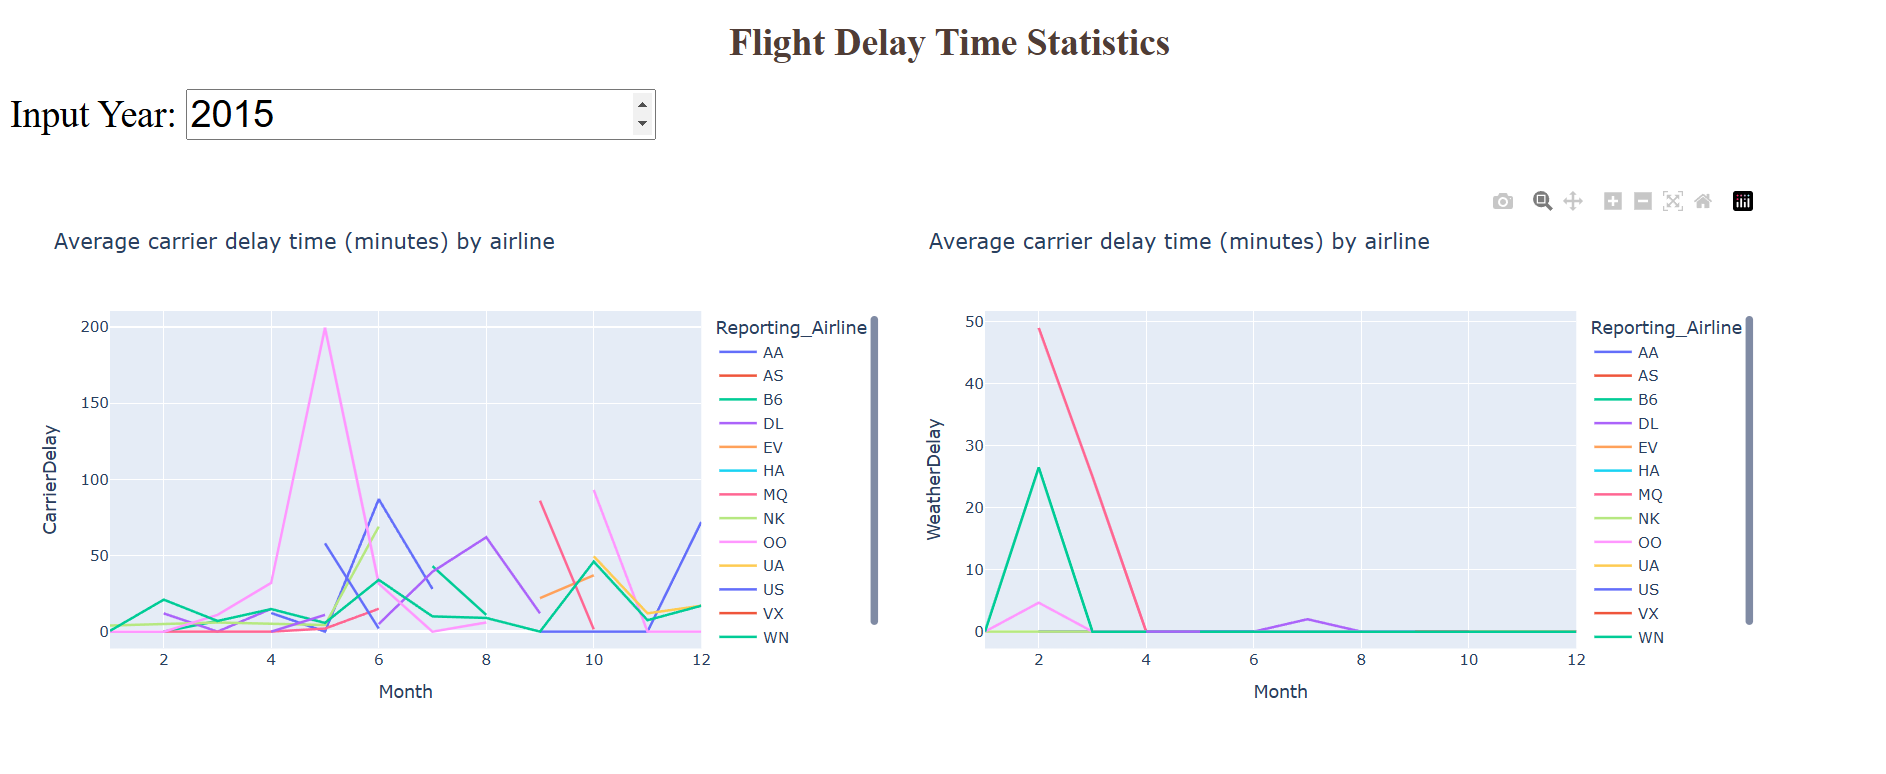 Flight Delay Time Statistics
Input Year: 2015
Average carrier delay time (minutes) by airline
200
150
100
50
0
CarrierDelay
2 4 6 8 10 12
Month
Reporting_Airline
AA
AS
B6
DL
EV
HA
MQ
NK
OO
UA
US
VX
WN
Average carrier delay time (minutes) by airline
50
40
30
20
10
0
WeatherDelay
2 4 6 8 10 12
Month
Reporting_Airline
AA
AS
B6
DL
EV
HA
MQ
NK
OO
UA
US
VX
WN